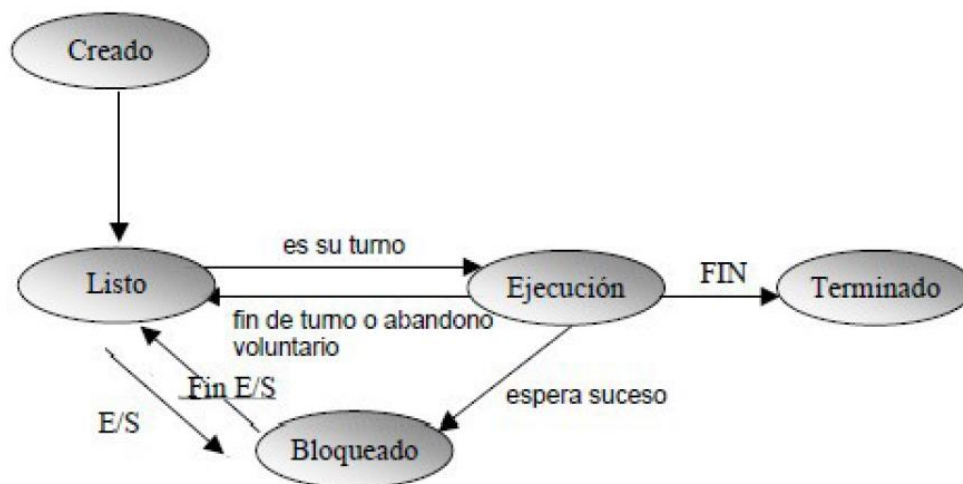 Creado
es su turno
Listo
Ejecución
FIN
Terminado
fin de turno o abandono
voluntario
Fin E/S
espera suceso
E/S
Bloqueado